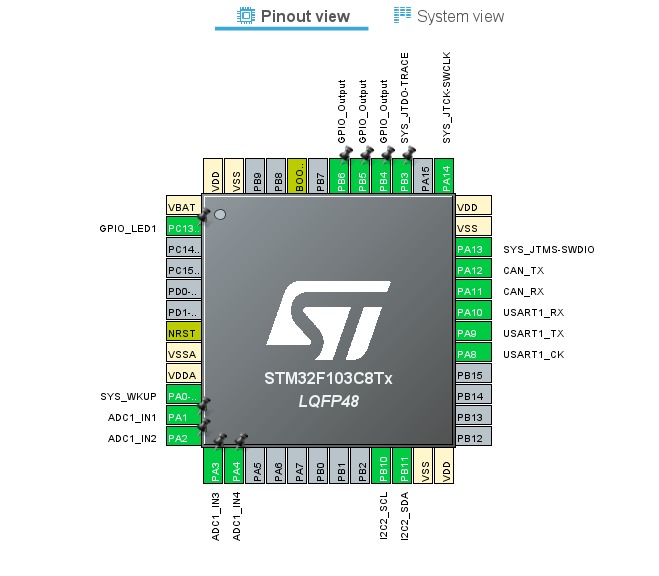 Pinout view
System view
GPIO_Output
GPIO_Output
GPIO_Output
SYS_JTDO-TRACE
SYS_JTCK-SWCLK
VDD
VSS
PB9
PB8
BOO..
PB7
PB6
PB5
PB4
PB3
PA15
PA14
VBAT
VDD
GPIO_LED1 PC13..
VSS
PC14..
PA13 SYS_JTMS-SWDIO
PC15..
PA12 CAN_TX
PD0-..
PA11 CAN_RX
PD1-..
PA10 USART1_RX
NRST
PA9 USART1_TX
VSSA
PA8 USART1_CK
VDDA
PB15
SYS_WKUP PA0-..
PB14
ADC1_IN1 PA1
PB13
ADC1_IN2 PA2
PB12
ST
STM32F103C8Tx
LQFP48
PA3
PA4
PA5
PA6
PA7
PB0
PB1
PB2
PB10
PB11
VSS
VDD
ADC1_IN3
ADC1_IN4
I2C2_SCL
I2C2_SDA